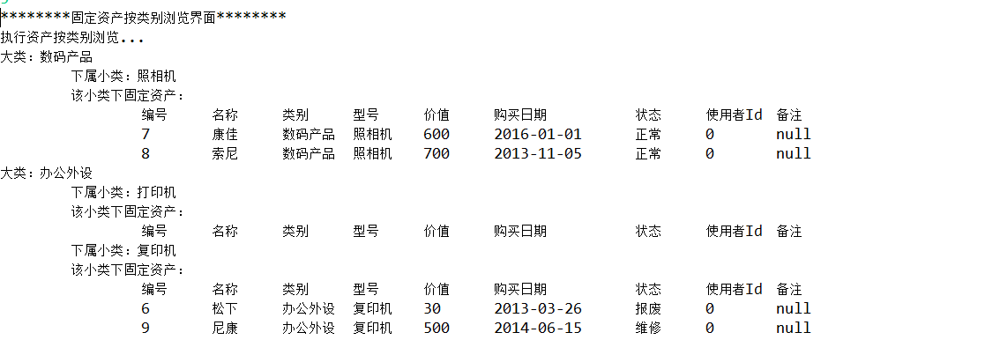 ********固定资产按类别浏览界面********
执行资产按类别浏览...
大类: 数码产品
下属小类: 照相机
该小类下固定资产:
编号 名称 类别 型号 价值 购买日期 状态 使用者Id 备注
7 康佳 数码产品 照相机 600 2016-01-01 正常 0 null
8 索尼 数码产品 照相机 700 2013-11-05 正常 0 null
大类: 办公外设
下属小类: 打印机
该小类下固定资产:
编号 名称 类别 型号 价值 购买日期 状态 使用者Id 备注
下属小类: 复印机
该小类下固定资产:
编号 名称 类别 型号 价值 购买日期 状态 使用者Id 备注
6 松下 办公外设 复印机 30 2013-03-26 报废 0 null
9 尼康 办公外设 复印机 500 2014-06-15 维修 0 null